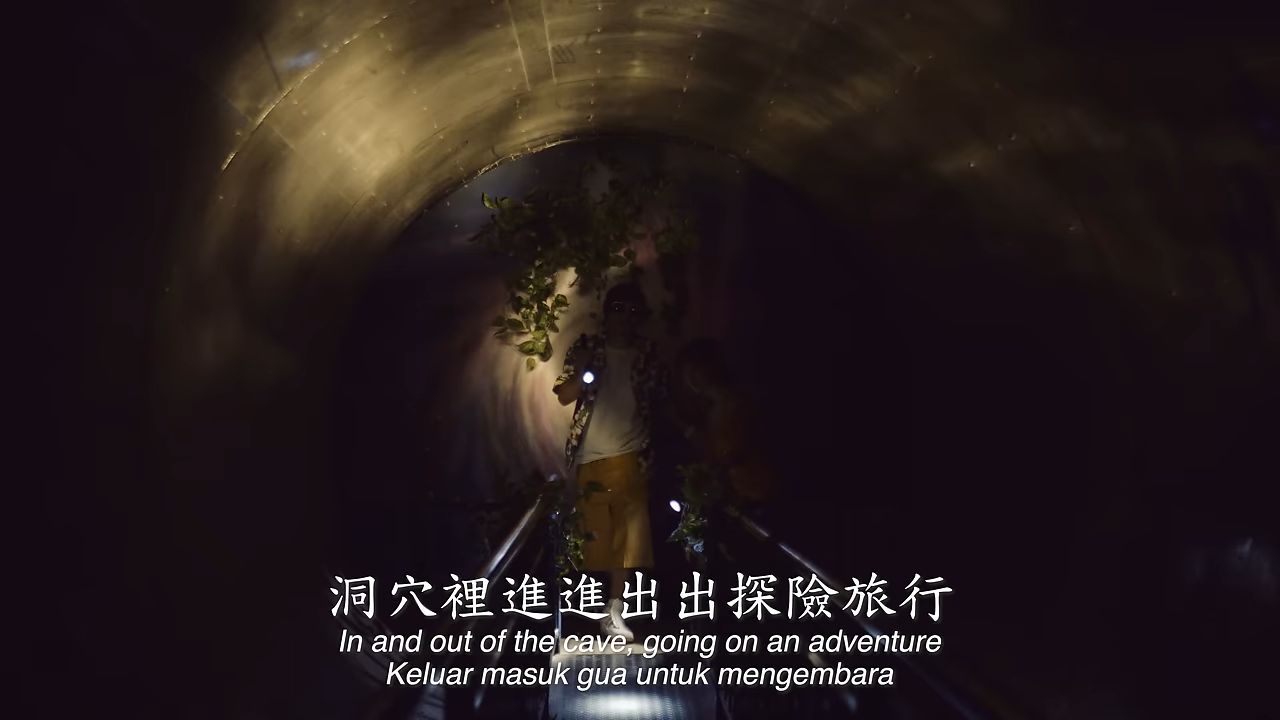 洞穴裡進進出出探險旅行
In and out of the cave, going on an adventure
Keluar masuk gua untuk mengembara